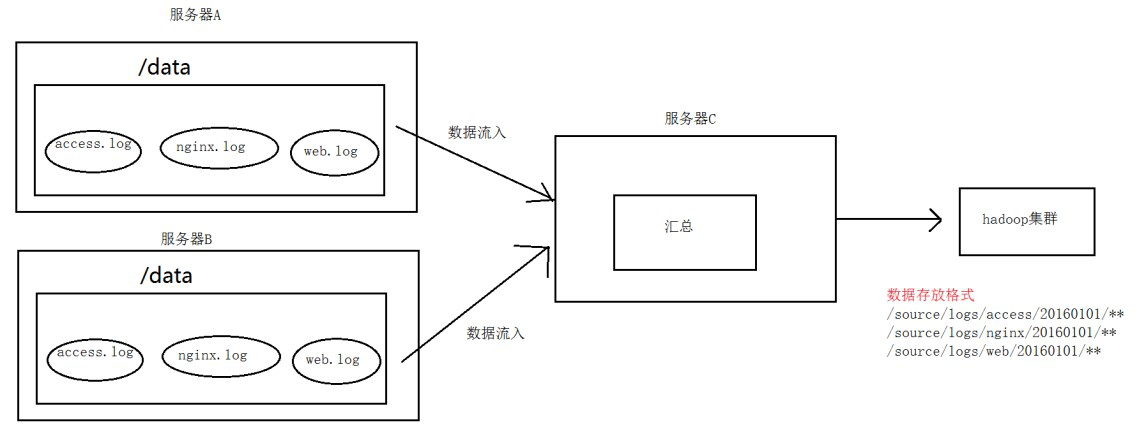 服务器A
/data
access.log
nginx.log
web.log
数据流入
服务器B
/data
access.log
nginx.log
web.log
数据流入
服务器C
汇总
hadoop集群
数据存放格式
/source/logs/access/20160101/**
/source/logs/nginx/20160101/**
/source/logs/web/20160101/**